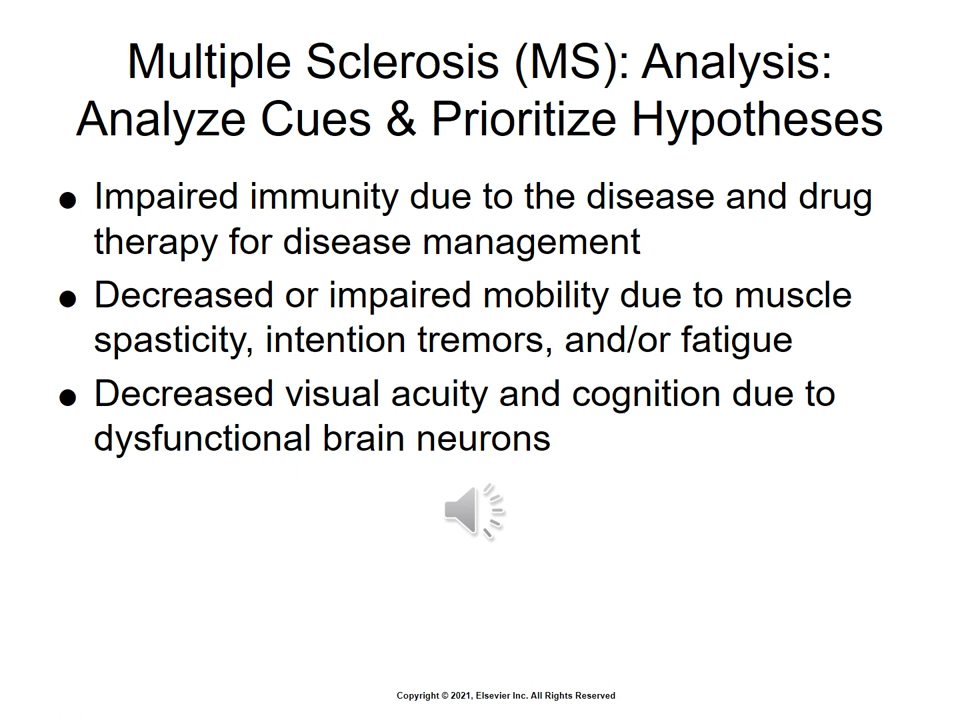 Multiple Sclerosis (MS): Analysis:
Analyze Cues & Prioritize Hypotheses
● Impaired immunity due to the disease and drug
therapy for disease management
● Decreased or impaired mobility due to muscle
spasticity, intention tremors, and/or fatigue
● Decreased visual acuity and cognition due to
dysfunctional brain neurons
Copyright © 2021, Elsevier Inc. All Rights Reserved